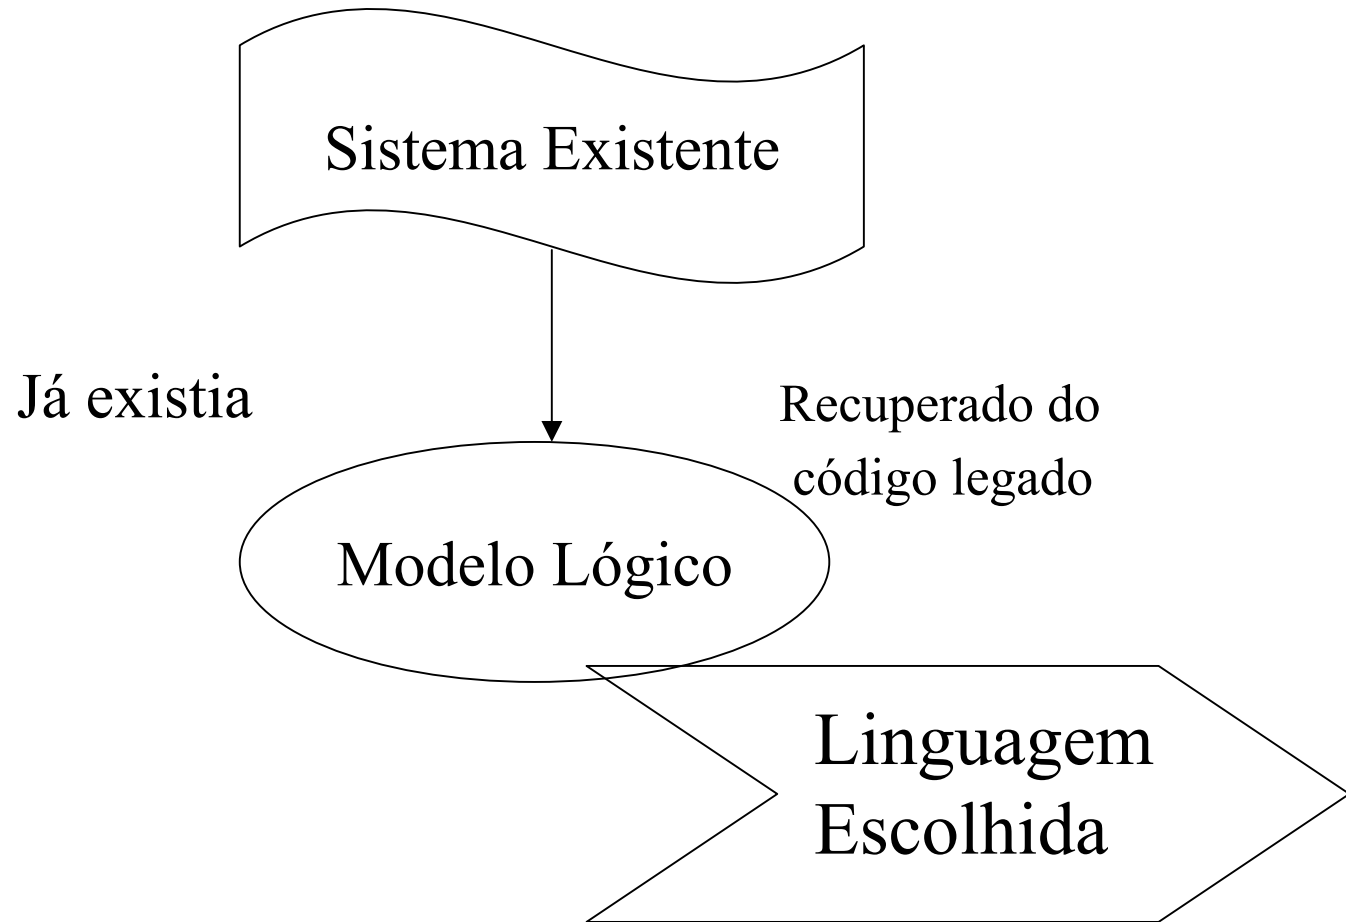 Sistema Existente
Já existia
Recuperado do
código legado
Modelo Lógico
Linguagem
Escolhida